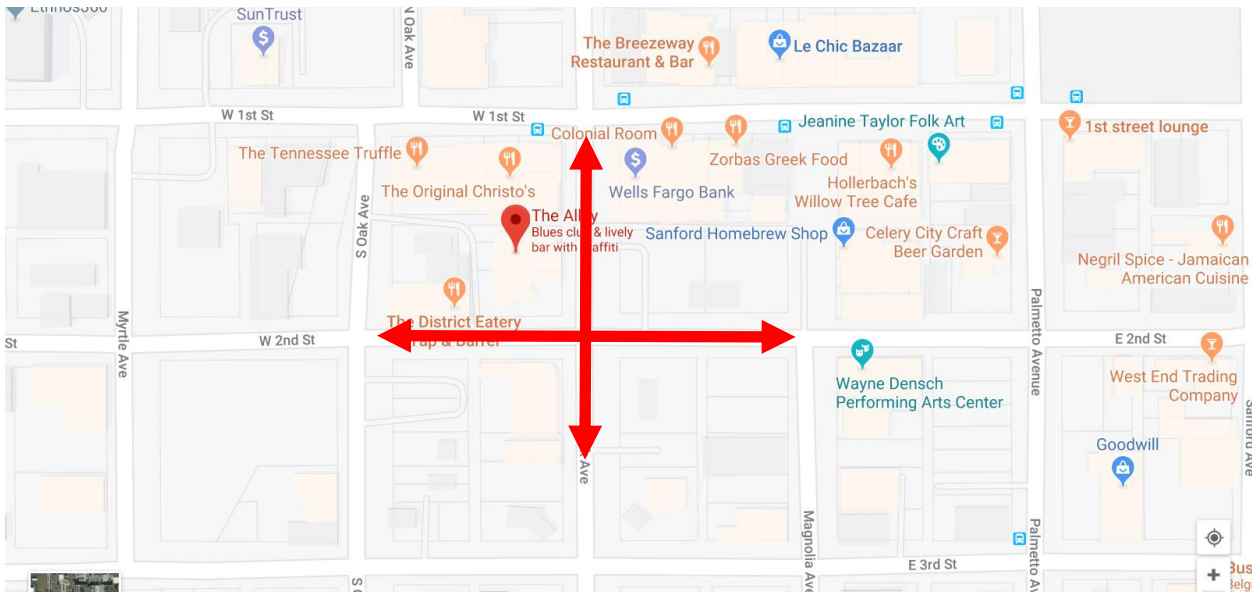 Ethnos360
SunTrust
N Oak Ave
The Breezeway
Restaurant & Bar
Le Chic Bazaar
W 1st St
W 1st St
Colonial Room
Jeanine Taylor Folk Art
1st street lounge
The Tennessee Truffle
Zorbas Greek Food
The Original Christo's
Wells Fargo Bank
Hollerbach's
Willow Tree Cafe
S Oak Ave
The Alley
Blues club & lively
bar with graffiti
Sanford Homebrew Shop
Celery City Craft
Beer Garden
Negril Spice - Jamaican
American Cuisine
Myrtle Ave
Palmetto Avenue
The District Eatery
Tap & Barrel
St
W 2nd St
E 2nd St
Wayne Densch
Performing Arts Center
West End Trading
Company
Sanford Ave
Goodwill
Ave
Magnolia Ave
Palmetto Av
E 3rd St
S O
Bus
Belgi